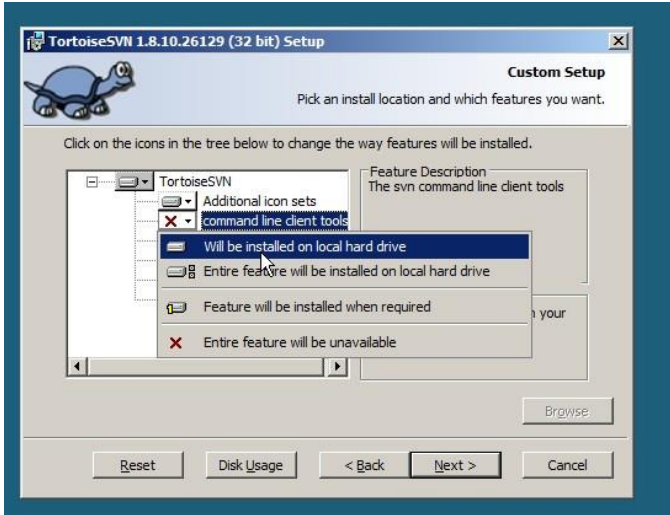 TortoiseSVN 1.8.10.26129 (32 bit) Setup
Custom Setup
Pick an install location and which features you want.
Click on the icons in the tree below to change the way features will be installed.
TortoiseSVN
Additional icon sets
command line client tools
Feature Description
The svn command line client tools
Will be installed on local hard drive
Entire feature will be installed on local hard drive
Feature will be installed when required
your
Entire feature will be unavailable
Browse
Reset
Disk Usage
< Back
Next >
Cancel